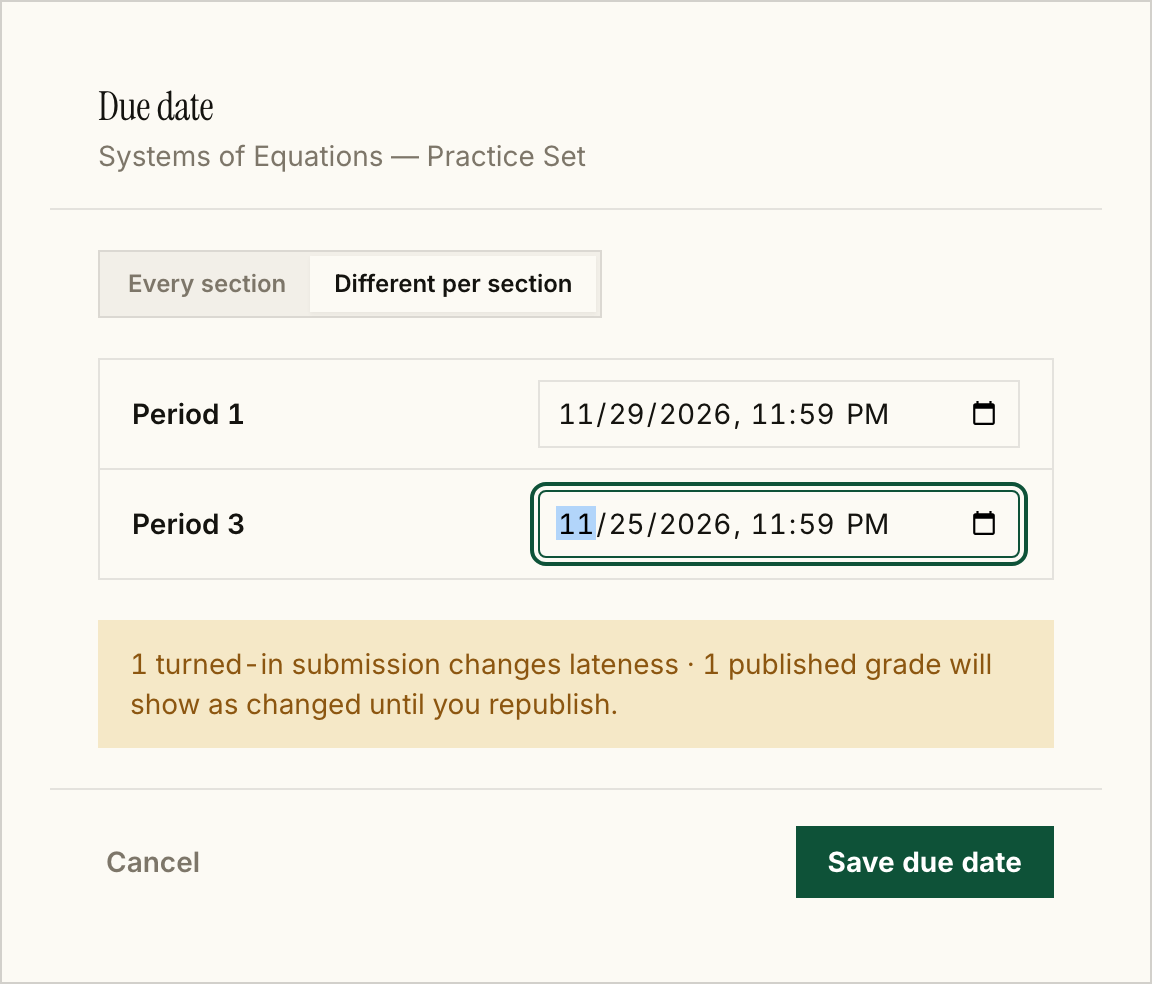 Due date
Systems of Equations — Practice Set
Every section
Different per section
Period 1
11/29/2026, 11:59 PM
Period 3
11/25/2026, 11:59 PM
1 turned-in submission changes lateness · 1 published grade will
show as changed until you republish.
Cancel
Save due date